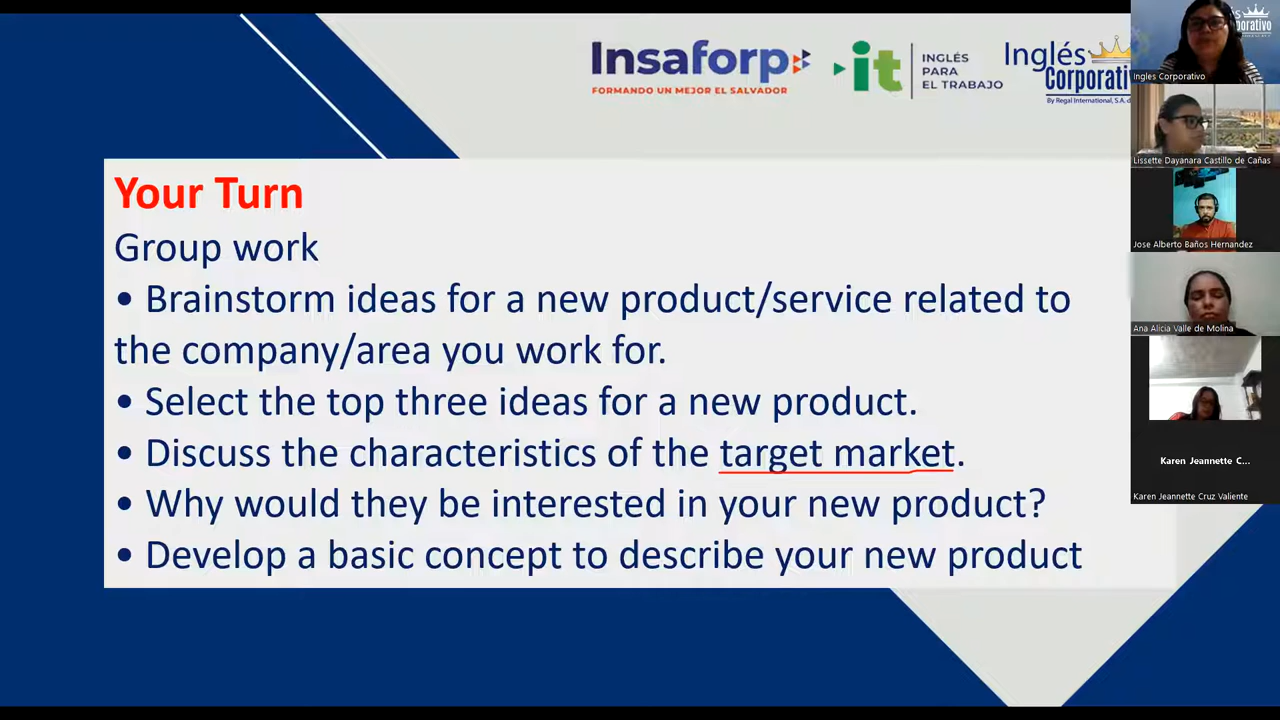 Insaforp
FORMANDO UN MEJOR EL SALVADOR
it
INGLÉS
PARA
EL TRABAJO
Inglés
Corporati
By Regal International, S.A. d
Your Turn
Group work
• Brainstorm ideas for a new product/service related to
the company/area you work for.
• Select the top three ideas for a new product.
• Discuss the characteristics of the target market.
• Why would they be interested in your new product?
• Develop a basic concept to describe your new product
Ingles Corporativo
Lissette Dayanara Castillo de Cañas
Jose Alberto Baños Hernandez
Ana Alicia Valle de Molina
Karen Jeannette C...
Karen Jeannette Cruz Valiente